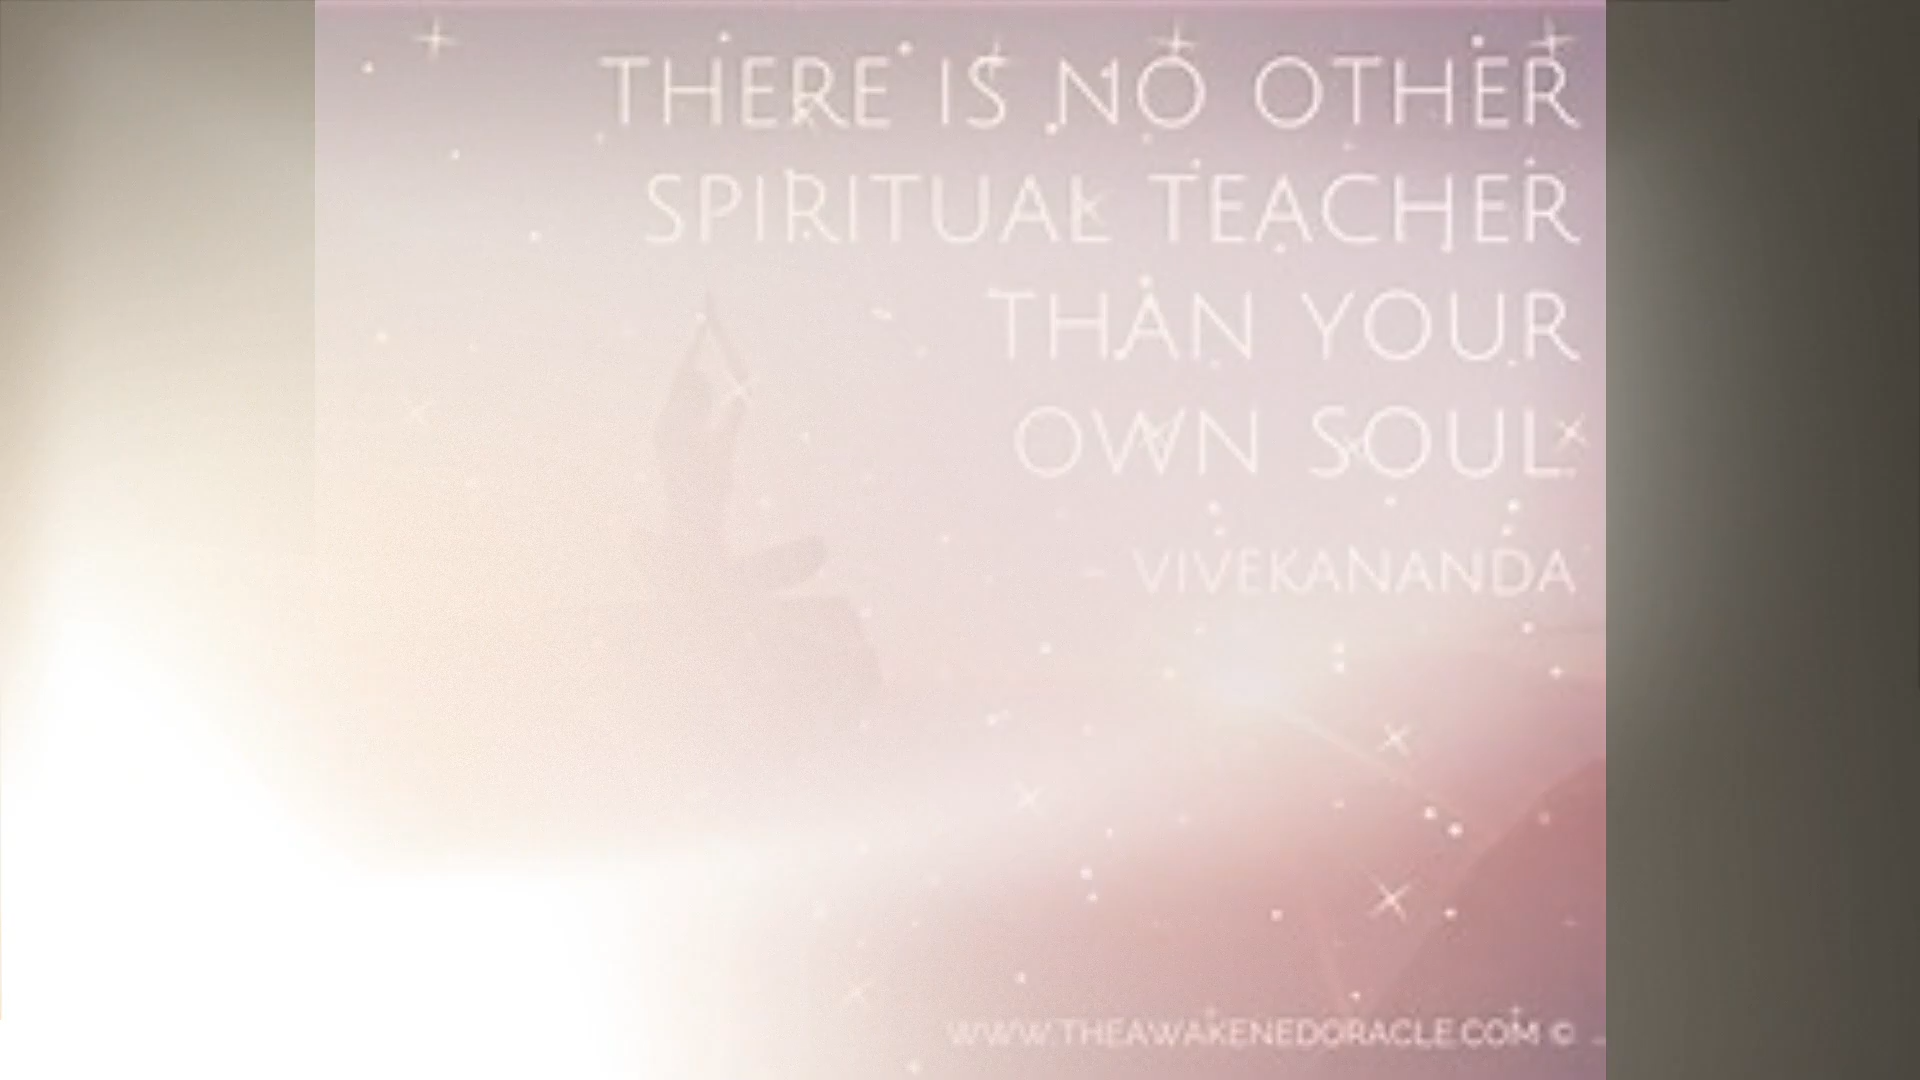 THERE IS NO OTHER
SPIRITUAL TEACHER
THAN YOUR
OWN SOUL.
- VIVEKANANDA
WWW.THEAWAKENEDORACLE.COM ©